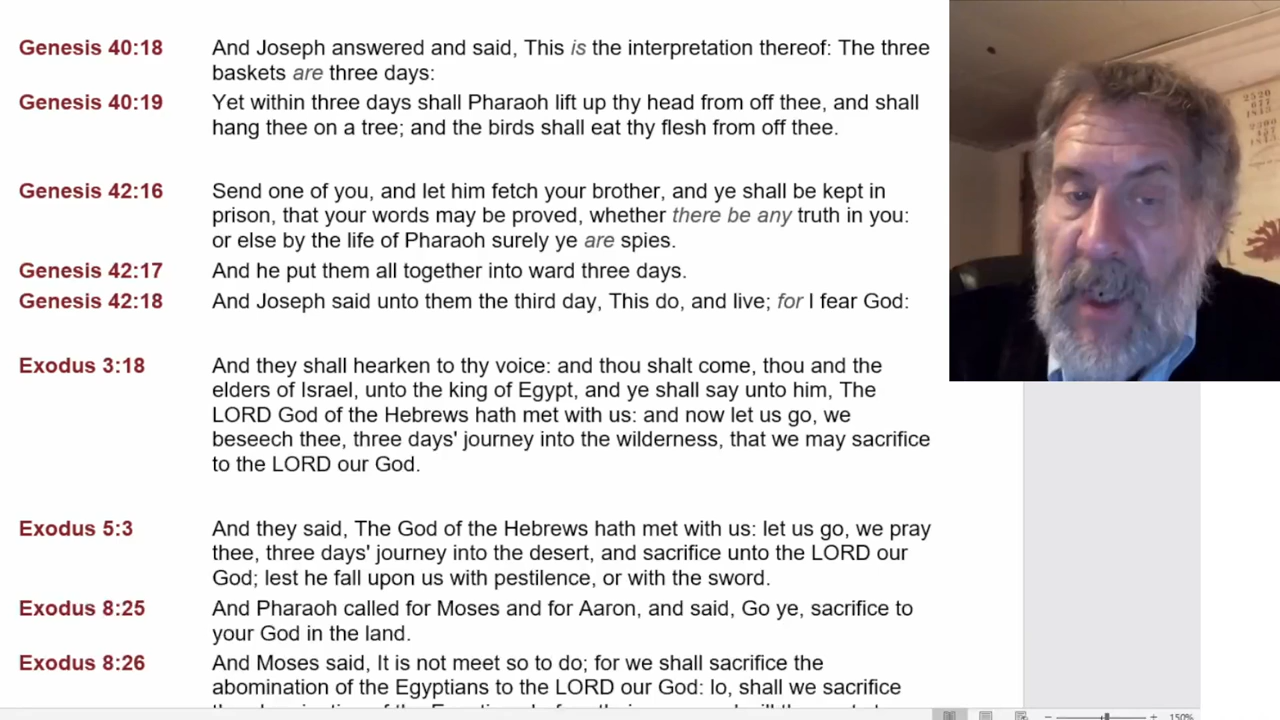 Genesis 40:18 And Joseph answered and said, This is the interpretation thereof: The three
baskets are three days:
Genesis 40:19 Yet within three days shall Pharaoh lift up thy head from off thee, and shall
hang thee on a tree; and the birds shall eat thy flesh from off thee.
Genesis 42:16 Send one of you, and let him fetch your brother, and ye shall be kept in
prison, that your words may be proved, whether there be any truth in you:
or else by the life of Pharaoh surely ye are spies.
Genesis 42:17 And he put them all together into ward three days.
Genesis 42:18 And Joseph said unto them the third day, This do, and live; for I fear God:
Exodus 3:18 And they shall hearken to thy voice: and thou shalt come, thou and the
elders of Israel, unto the king of Egypt, and ye shall say unto him, The
LORD God of the Hebrews hath met with us: and now let us go, we
beseech thee, three days' journey into the wilderness, that we may sacrifice
to the LORD our God.
Exodus 5:3 And they said, The God of the Hebrews hath met with us: let us go, we pray
thee, three days' journey into the desert, and sacrifice unto the LORD our
God; lest he fall upon us with pestilence, or with the sword.
Exodus 8:25 And Pharaoh called for Moses and for Aaron, and said, Go ye, sacrifice to
your God in the land.
Exodus 8:26 And Moses said, It is not meet so to do; for we shall sacrifice the
abomination of the Egyptians to the LORD our God: lo, shall we sacrifice
150%
2520
677